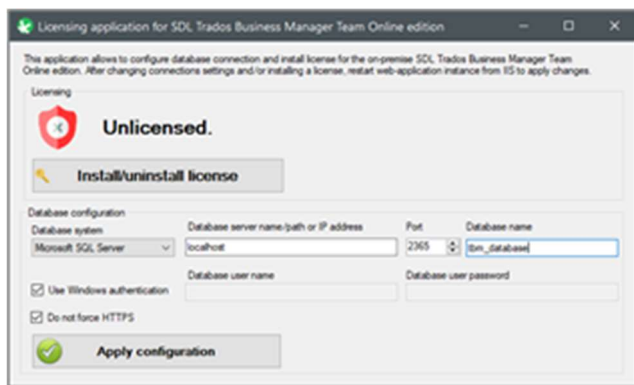 Licensing application for SDL Trados Business Manager Team Online edition
This application allows to configure database connection and install license for the on-premise SDL Trados Business Manager Team
Online edition. After changing connections settings and/or installing a license, restart web-application instance from IIS to apply changes.
Licensing
Unlicensed.
Install/uninstall license
Database configuration
Database system
Database server name/path or IP address
Port
Database name
Microsoft SQL Server
localhost
2365
tbm_database
Database user name
Database user password
Use Windows authentication
Do not force HTTPS
Apply configuration